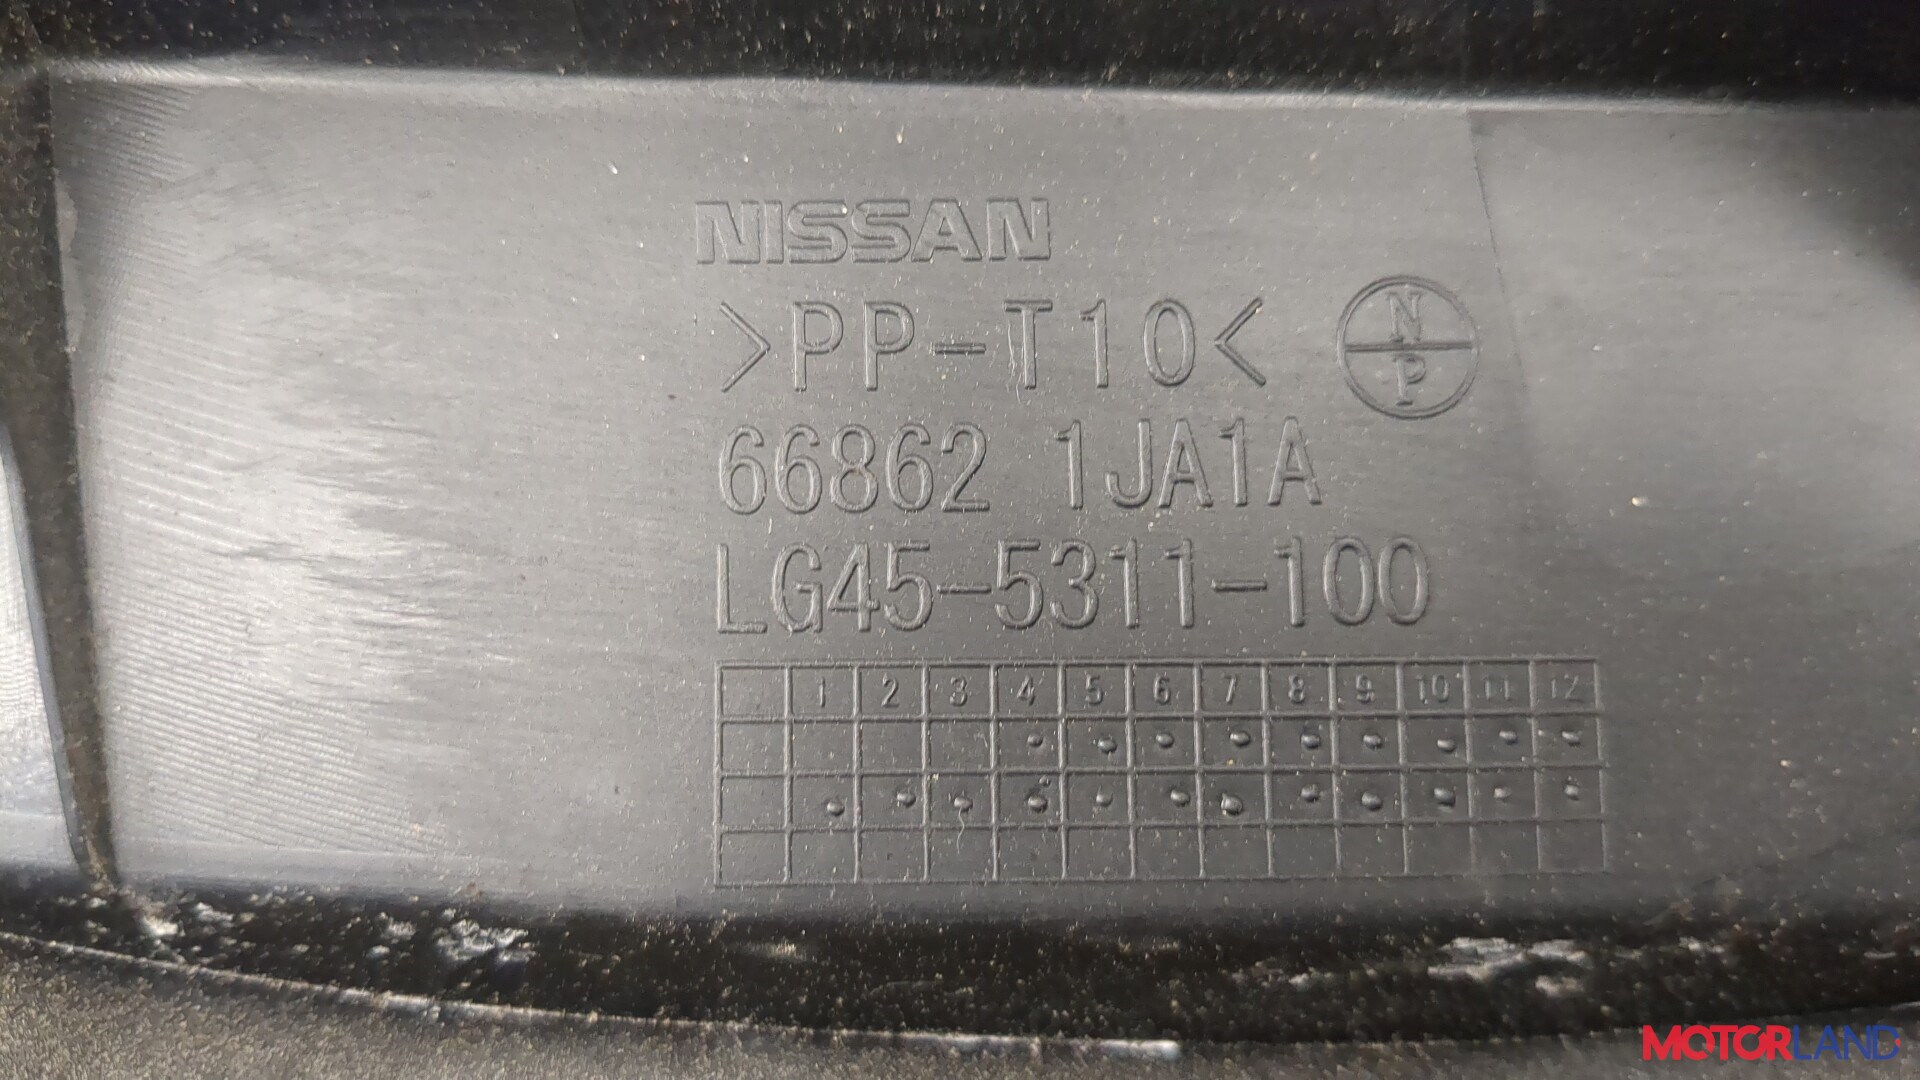 NISSAN
>PP-T10<
N
P
66862 1JA1A
LG45-5311-100
1 2 3 4 5 6 7 8 9 10 11 12
MOTORLAND